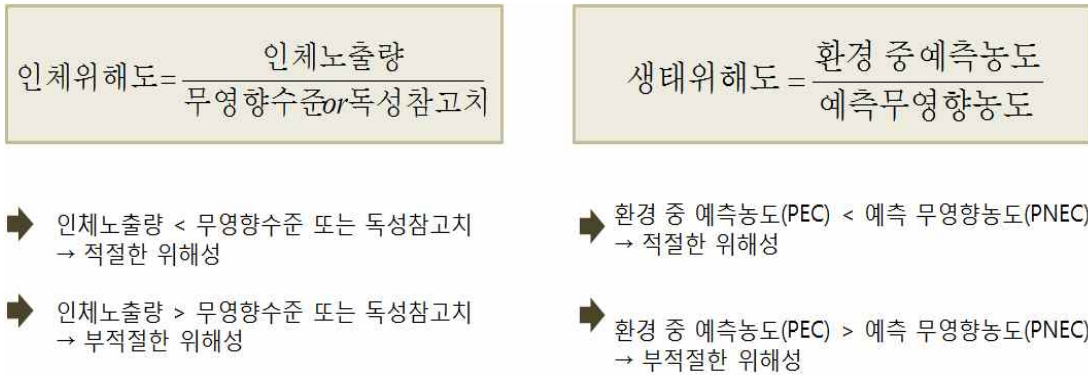 인체위해도=인체노출량
무영향수준or독성참고치
인체노출량 < 무영향수준 또는 독성참고치
→ 적절한 위해성
인체노출량 > 무영향수준 또는 독성참고치
→ 부적절한 위해성
생태위해도=환경 중예측농도
예측무영향농도
환경 중 예측농도(PEC) < 예측 무영향농도(PNEC)
→ 적절한 위해성
환경 중 예측농도(PEC) > 예측 무영향농도(PNEC)
→ 부적절한 위해성